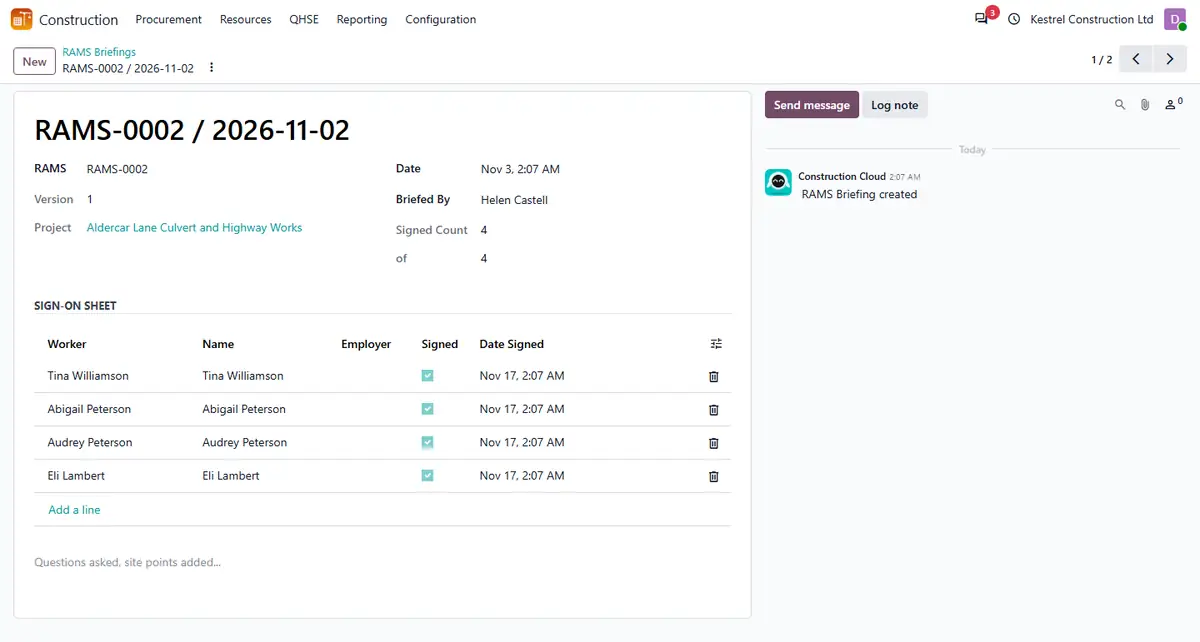 Construction Procurement Resources QHSE Reporting Configuration 3 Kestrel Construction Ltd D
New RAMS Briefings
RAMS-0002 / 2026-11-02
1 / 2
RAMS-0002 / 2026-11-02
RAMS RAMS-0002
Version 1
Project Aldercar Lane Culvert and Highway Works
Date Nov 3, 2:07 AM
Briefed By Helen Castell
Signed Count 4
of 4
SIGN-ON SHEET
Worker Name Employer Signed Date Signed
Tina Williamson Tina Williamson Nov 17, 2:07 AM
Abigail Peterson Abigail Peterson Nov 17, 2:07 AM
Audrey Peterson Audrey Peterson Nov 17, 2:07 AM
Eli Lambert Eli Lambert Nov 17, 2:07 AM
Add a line
Questions asked, site points added...
Send message Log note 0
Today
Construction Cloud 2:07 AM
RAMS Briefing created